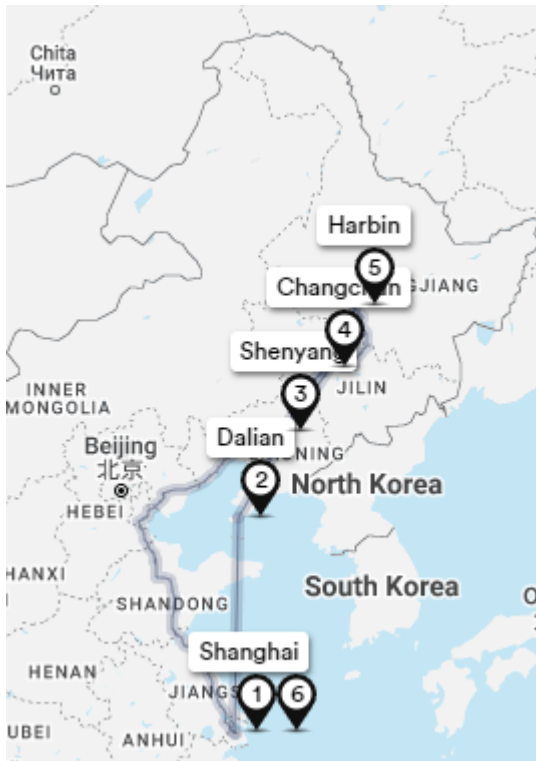 Chita
Чита
Harbin
5
Changchun
GJIANG
4
Shenyang
JILIN
INNER
MONGOLIA
3
Dalian
Beijing
北京
NING
2
North Korea
HEBEI
HANXI
South Korea
SHANDONG
Shanghai
HENAN
JIANGS
1
6
UBEI
ANHUI